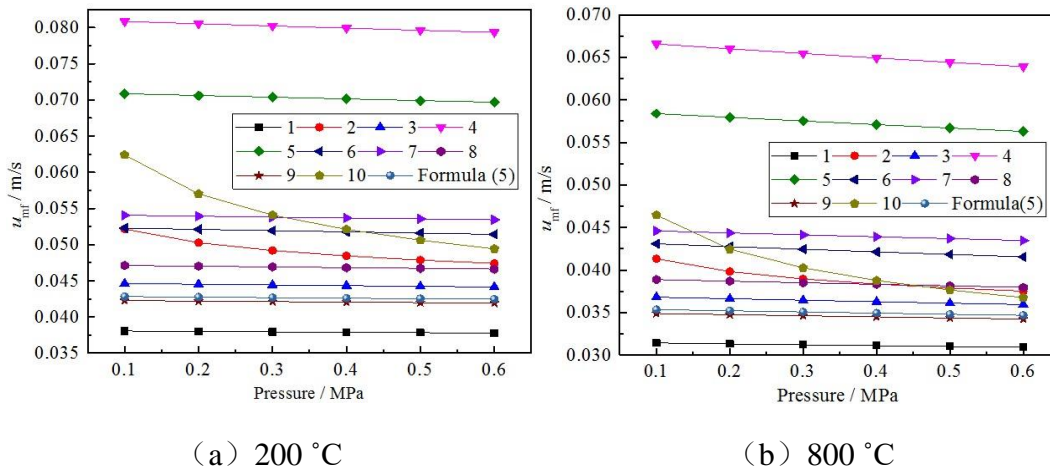 0.080
0.075
0.070
0.065
0.060
0.055
0.050
0.045
0.040
0.035
u_mf / m/s
1 2 3 4
5 6 7 8
9 10 Formula (5)
0.1 0.2 0.3 0.4 0.5 0.6
Pressure / MPa
(a) 200 ˚C
0.070
0.065
0.060
0.055
0.050
0.045
0.040
0.035
0.030
u_mf / m/s
1 2 3 4
5 6 7 8
9 10 Formula(5)
0.1 0.2 0.3 0.4 0.5 0.6
Pressure / MPa
(b) 800 ˚C